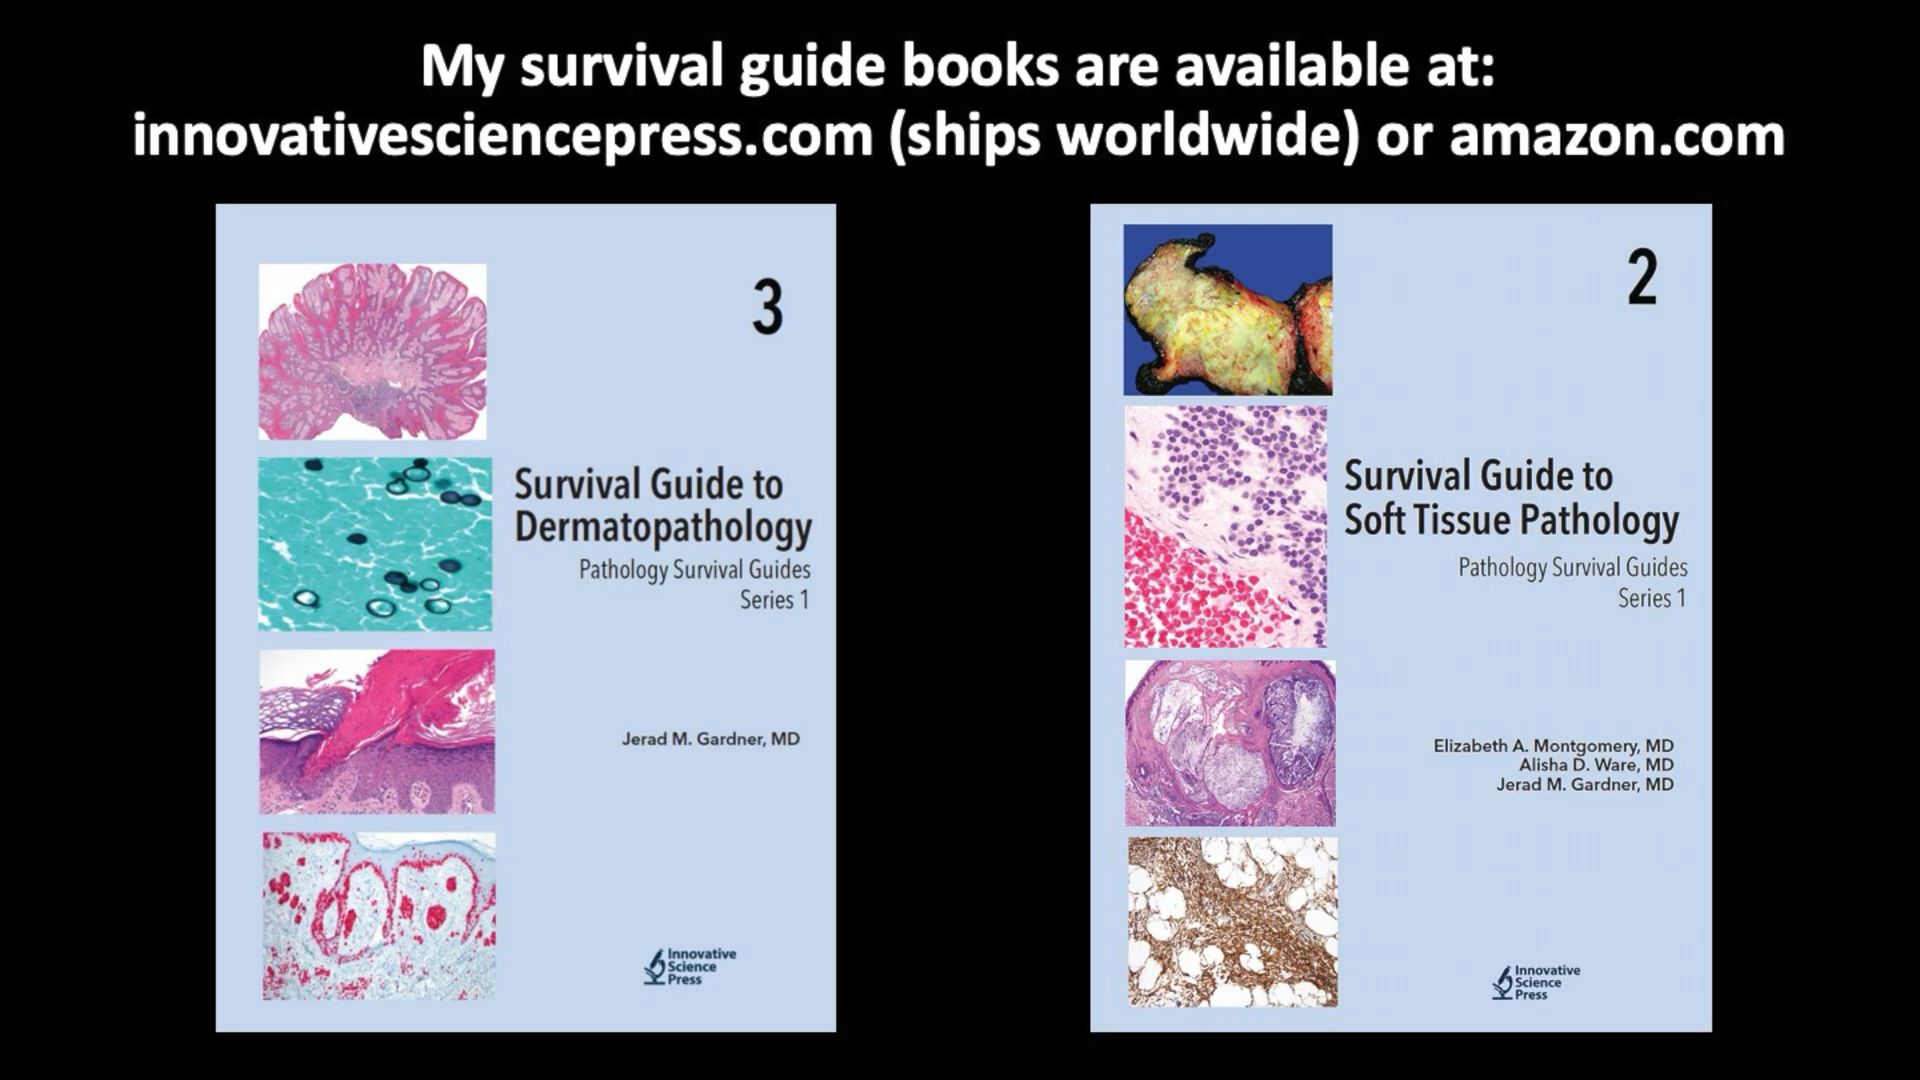 My survival guide books are available at:
innovativesciencepress.com (ships worldwide) or amazon.com
3
Survival Guide to
Dermatopathology
Pathology Survival Guides
Series 1
Jerad M. Gardner, MD
Innovative
Science
Press
2
Survival Guide to
Soft Tissue Pathology
Pathology Survival Guides
Series 1
Elizabeth A. Montgomery, MD
Alisha D. Ware, MD
Jerad M. Gardner, MD
Innovative
Science
Press